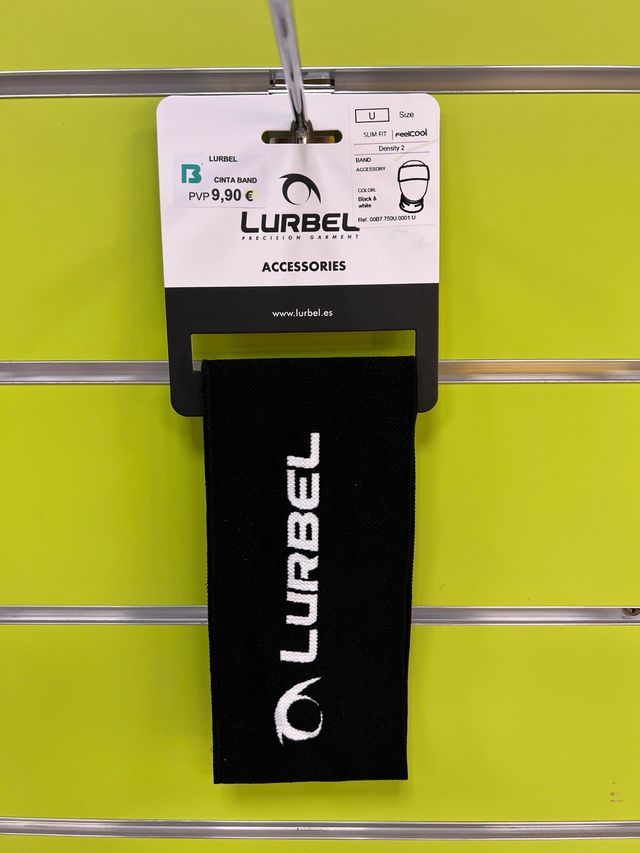 LURBEL
CINTA BAND
PVP 9,90 €
U Size
SLIM FIT FEELCOOL
Density 2
BAND
ACCESSORY
COLOR:
Black &
white
Ref. 00B7.750U.0001 U
LURBEL
PRECISION GARMENT
ACCESSORIES
www.lurbel.es
LURBEL